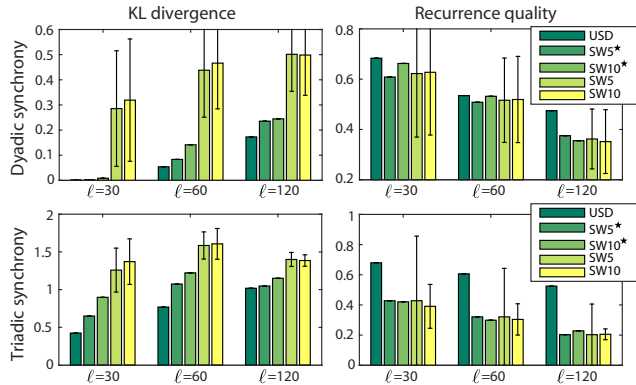 KL divergence
Recurrence quality
Dyadic synchrony
0.6
0.5
0.4
0.3
0.2
0.1
0
ℓ=30
ℓ=60
ℓ=120
0.8
0.6
0.4
0.2
ℓ=30
ℓ=60
ℓ=120
USD
SW5★
SW10★
SW5
SW10
Triadic synchrony
2
1.5
1
0.5
0
ℓ=30
ℓ=60
ℓ=120
1
0.8
0.6
0.4
0.2
0
ℓ=30
ℓ=60
ℓ=120
USD
SW5★
SW10★
SW5
SW10